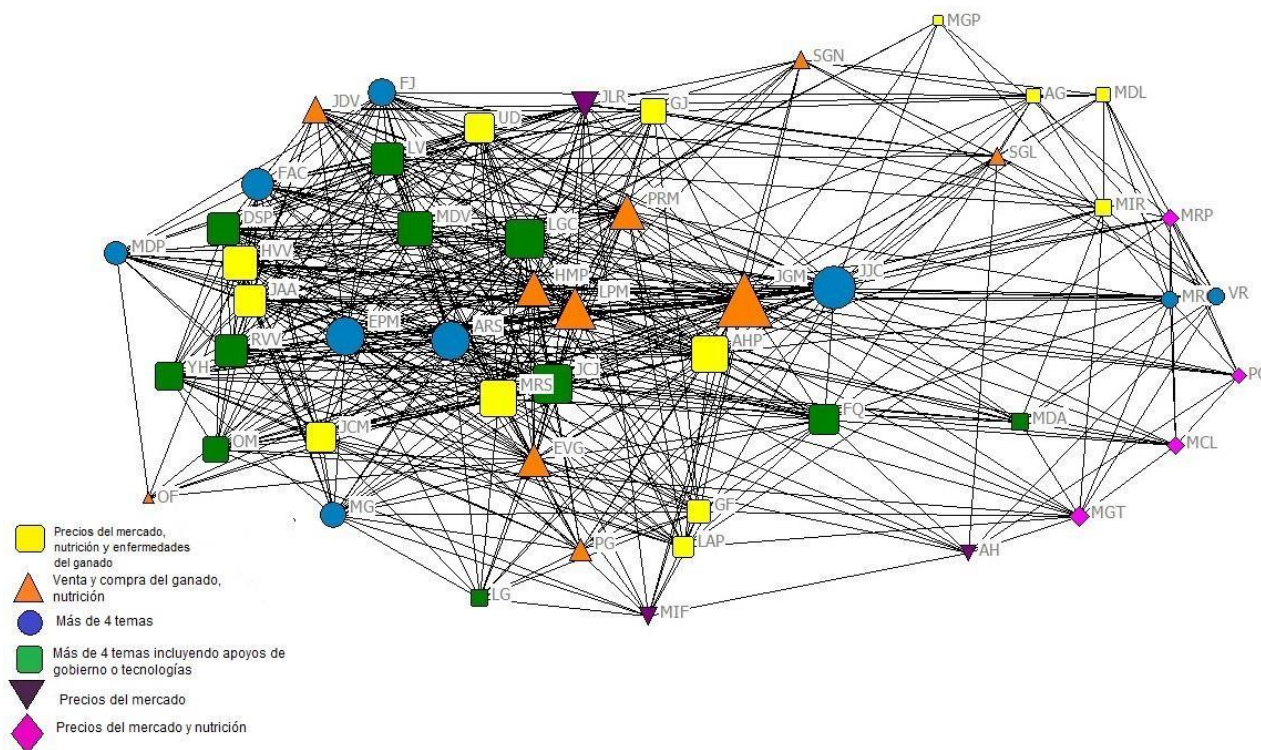 MGP
SGN
FJ
JLR
GJ
AG
MDL
JDV
UD
LV
SGL
FAC
PRM
MIR
DSP
MDV
LGC
MRP
MDP
HVV
HMP
JGM
JJC
JAA
LPM
MR
VR
EPM
ARS
RVV
AHP
YH
JCJ
MRS
FQ
MDA
JCM
OM
EVG
MCL
OF
MG
GF
MGT
PG
LAP
AH
LG
MIF
Precios del mercado,
nutrición y enfermedades
del ganado
Venta y compra del ganado,
nutrición
Más de 4 temas
Más de 4 temas incluyendo apoyos de
gobierno o tecnologías
Precios del mercado
Precios del mercado y nutrición